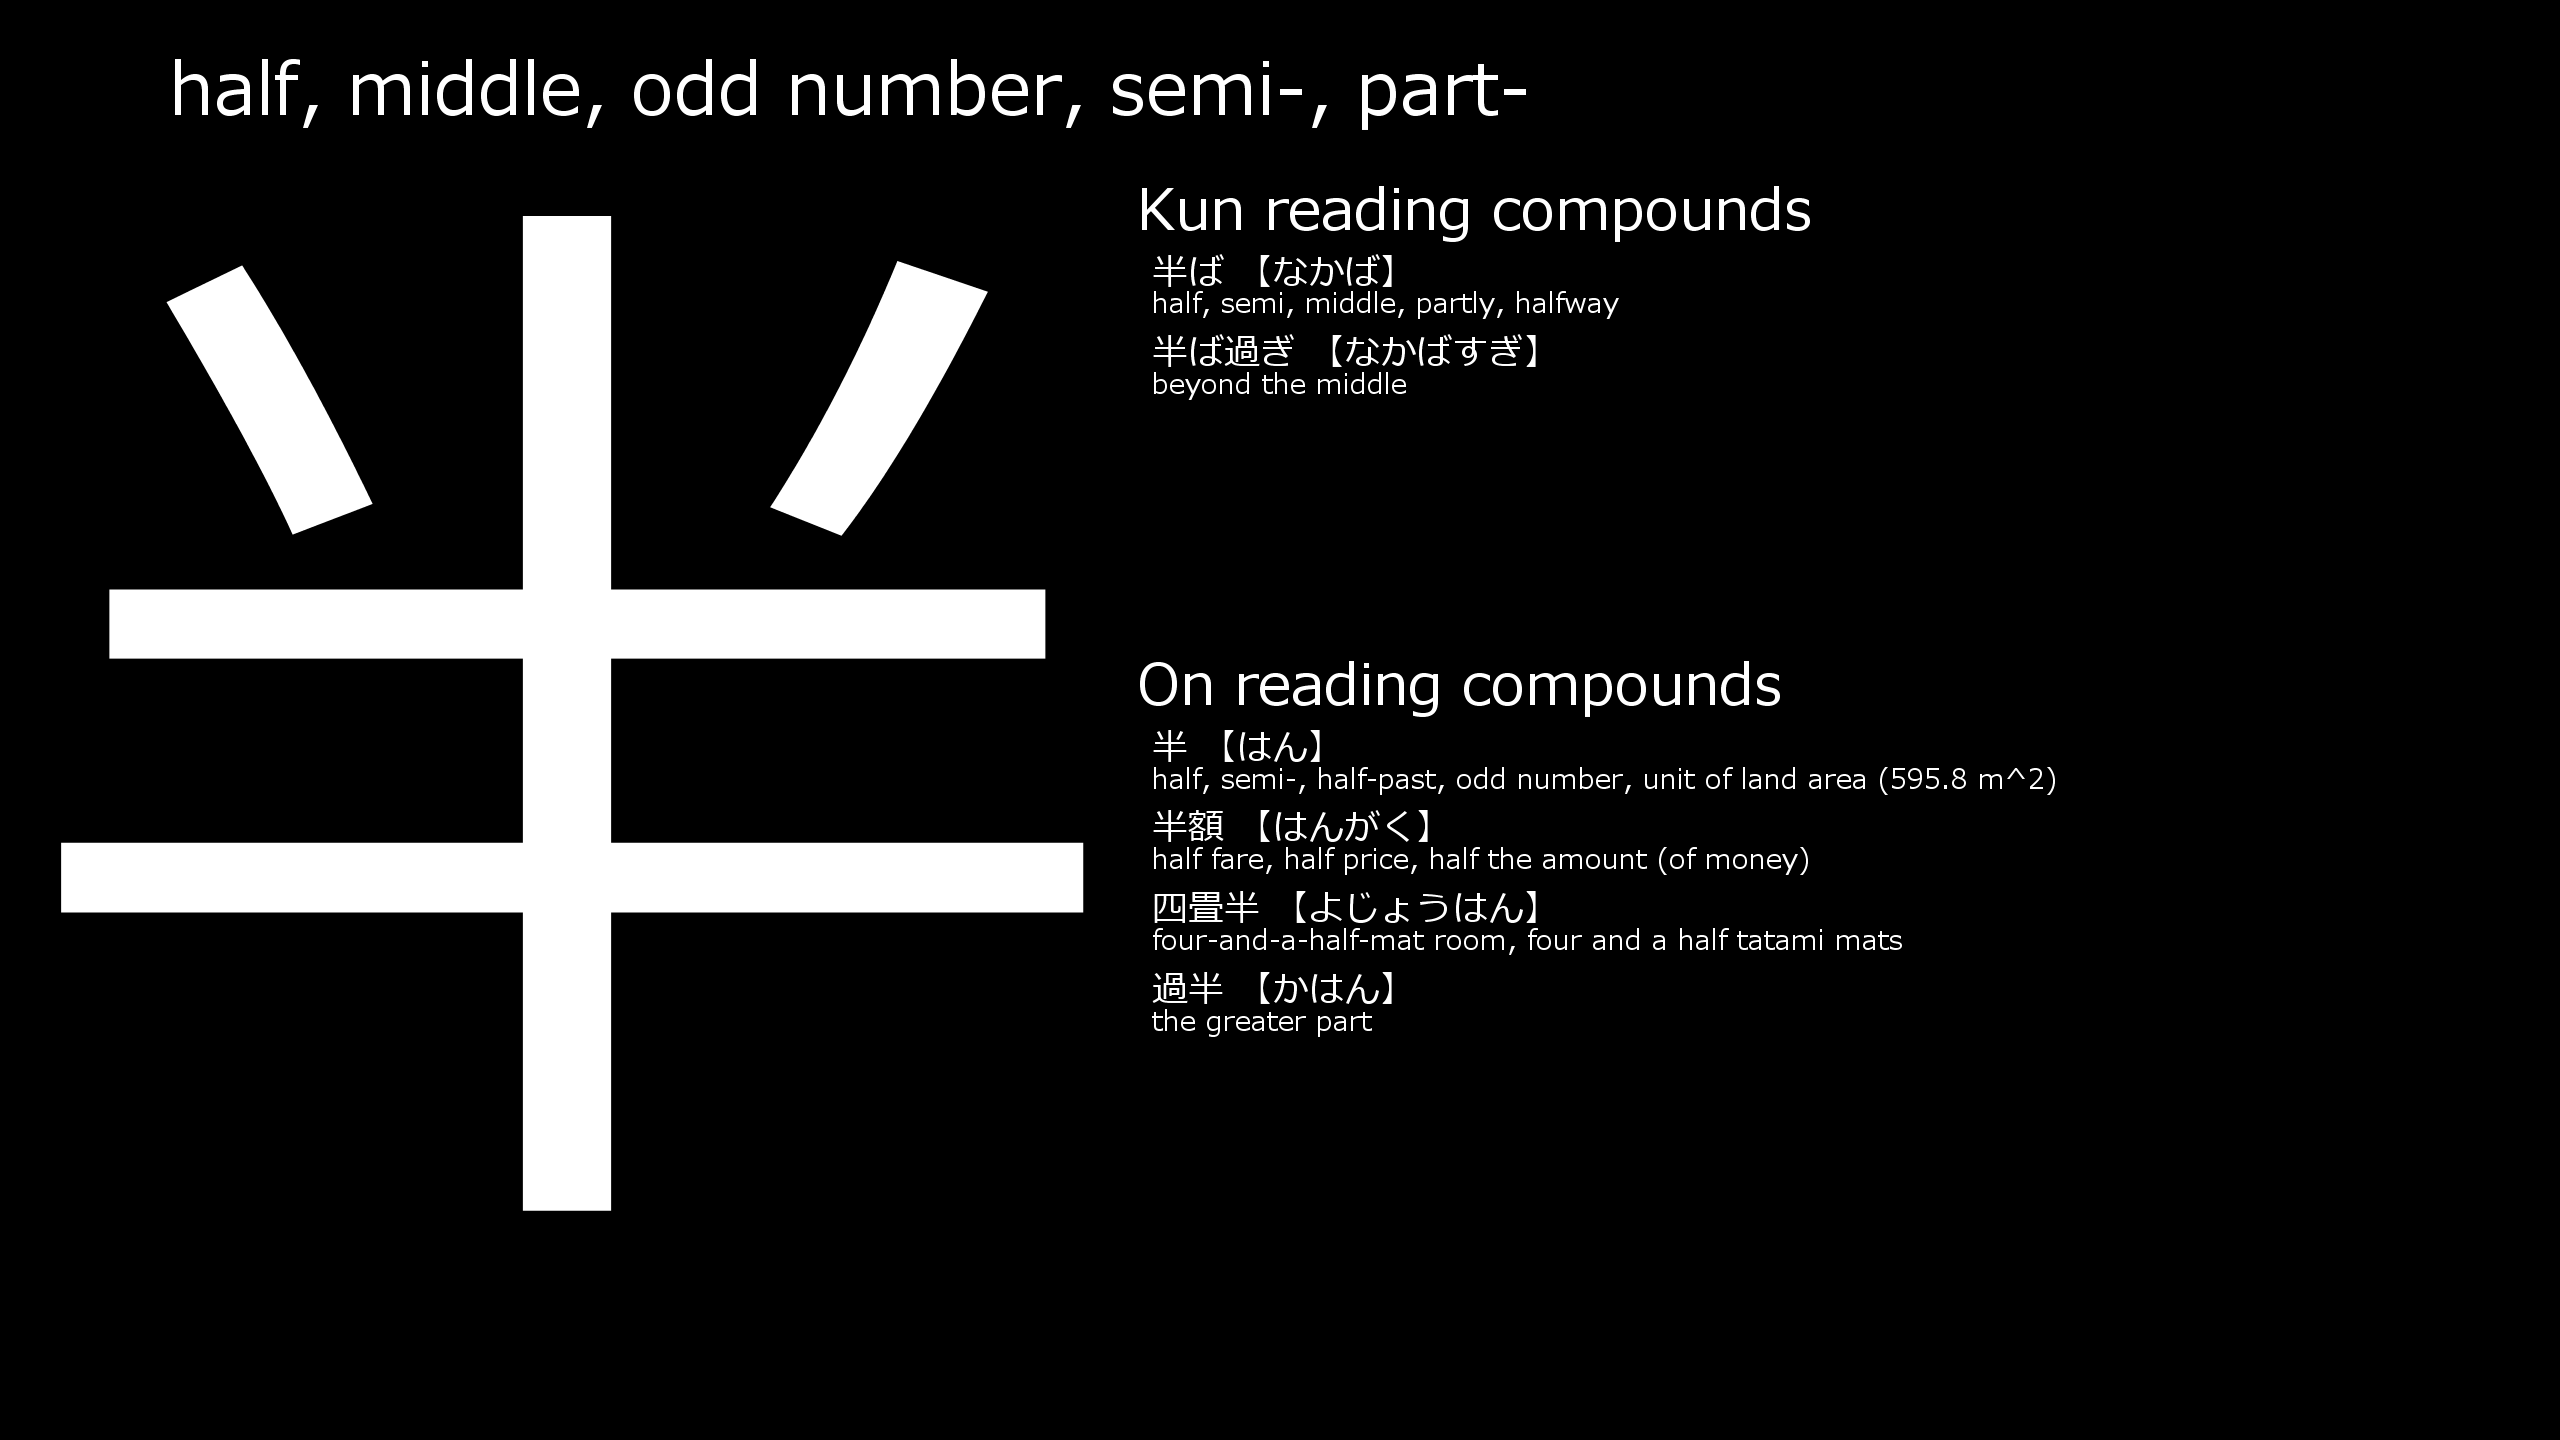 half, middle, odd number, semi-, part-
半
Kun reading compounds
半ば 【なかば】
half, semi, middle, partly, halfway
半ば過ぎ 【なかばすぎ】
beyond the middle
On reading compounds
半 【はん】
half, semi-, half-past, odd number, unit of land area (595.8 m^2)
半額 【はんがく】
half fare, half price, half the amount (of money)
四畳半 【よじょうはん】
four-and-a-half-mat room, four and a half tatami mats
過半 【かはん】
the greater part